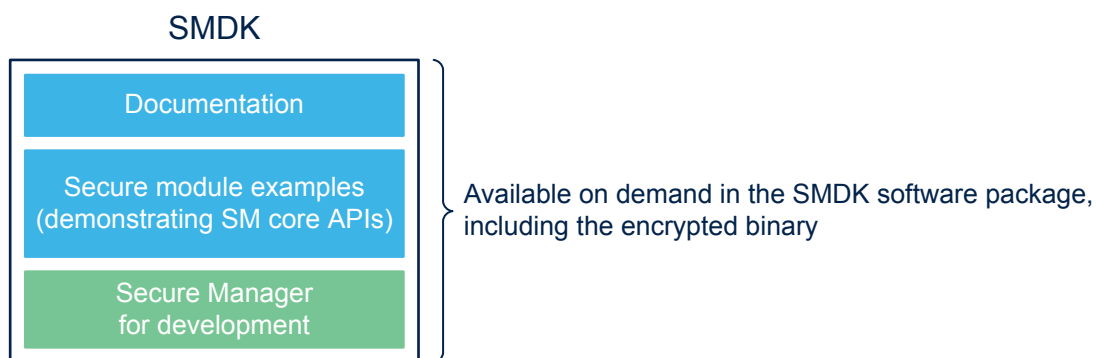 SMDK
Documentation
Secure module examples
(demonstrating SM core APIs)
Secure Manager
for development
Available on demand in the SMDK software package,
including the encrypted binary